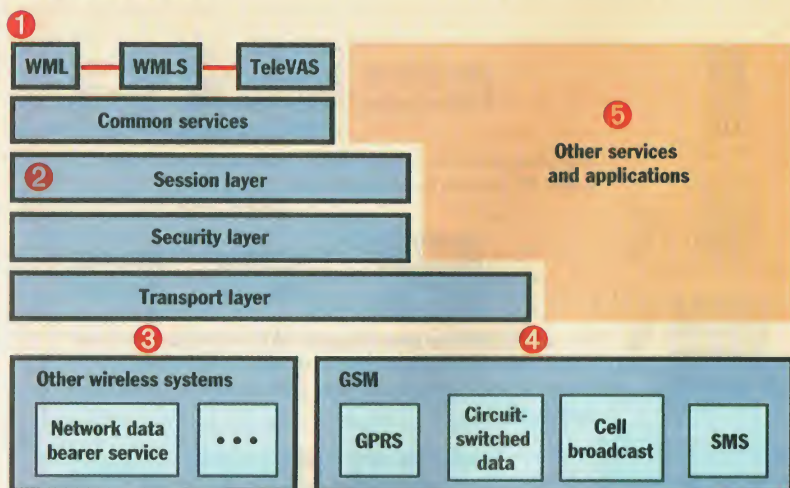 1
WML
WMLS
TeleVAS
Common services
5
Other services
and applications
2
Session layer
Security layer
Transport layer
3
4
Other wireless systems
Network data
bearer service
• • •
GSM
GPRS
Circuit-
switched
data
Cell
broadcast
SMS